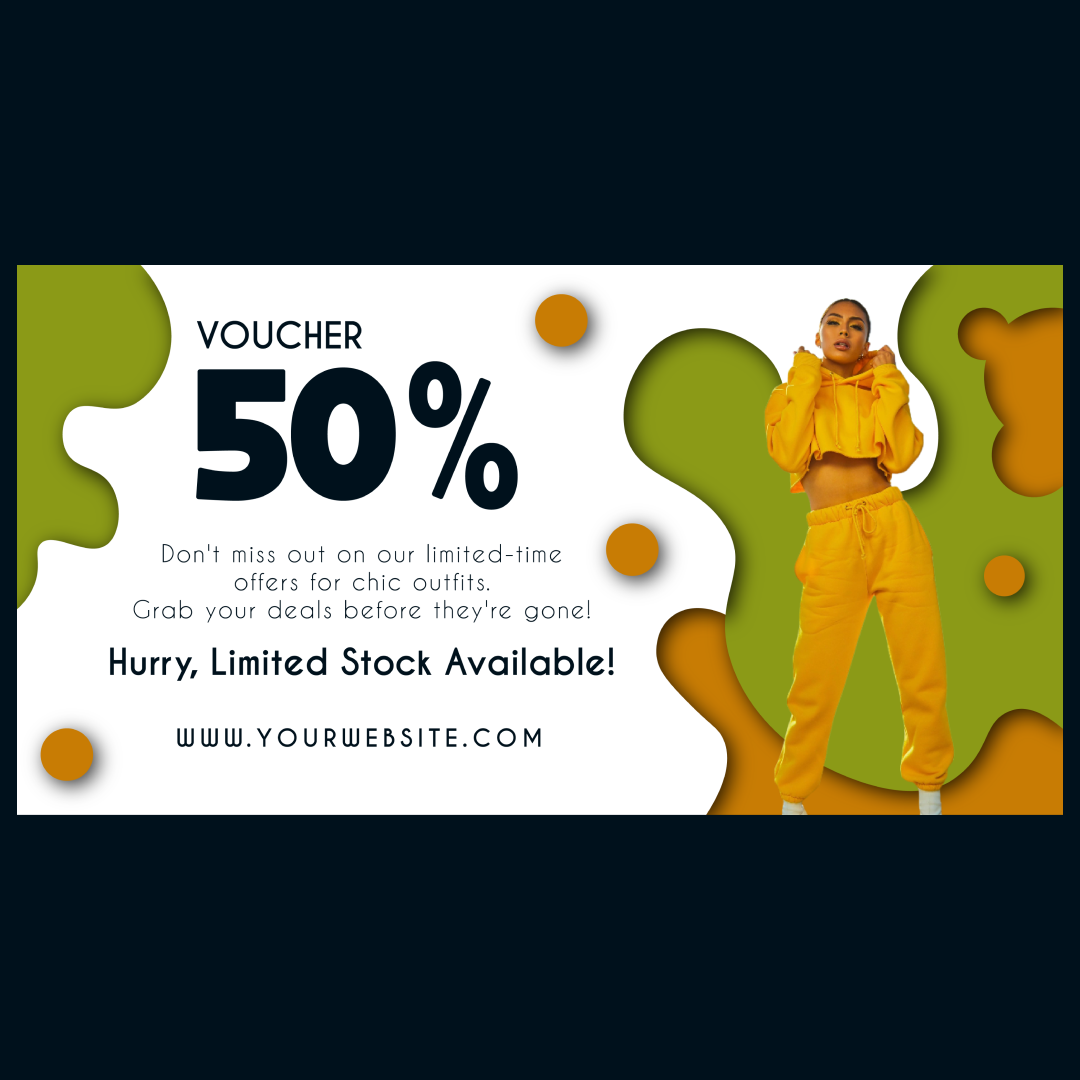 VOUCHER
50%
Don't miss out on our limited-time
offers for chic outfits.
Grab your deals before they're gone!
Hurry, Limited Stock Available!
WWW.YOURWEBSITE.COM